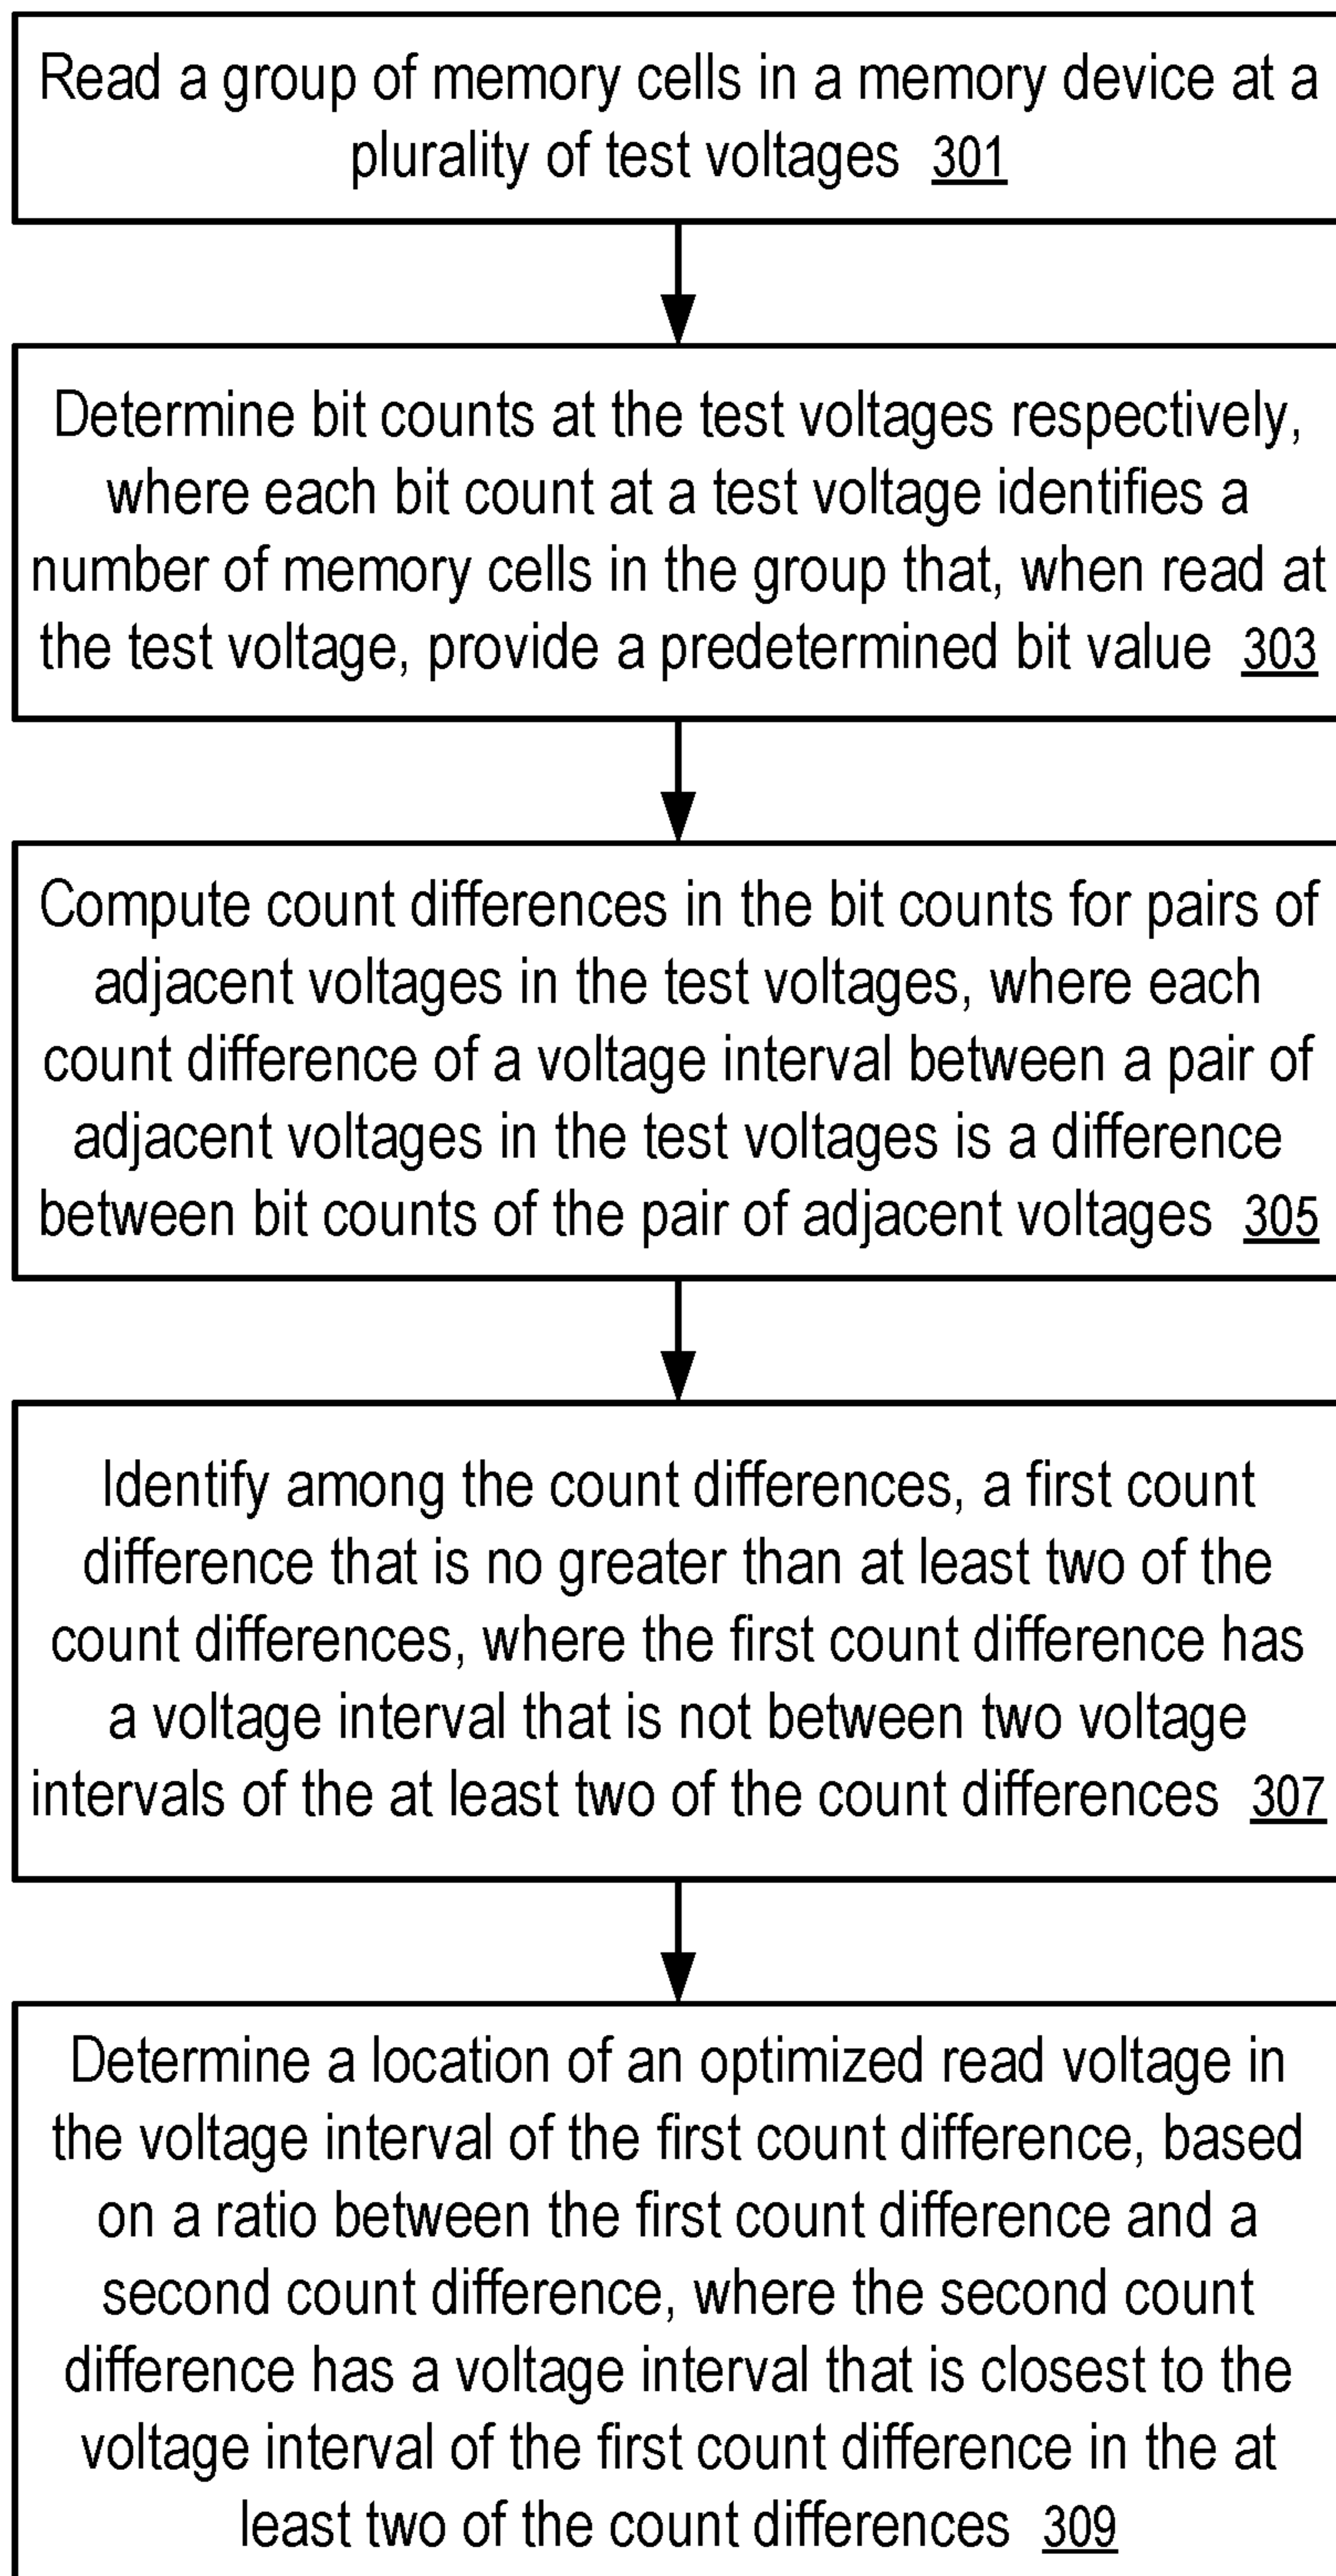 Read a group of memory cells in a memory device at a
plurality of test voltages 301
Determine bit counts at the test voltages respectively,
where each bit count at a test voltage identifies a
number of memory cells in the group that, when read at
the test voltage, provide a predetermined bit value 303
Compute count differences in the bit counts for pairs of
adjacent voltages in the test voltages, where each
count difference of a voltage interval between a pair of
adjacent voltages in the test voltages is a difference
between bit counts of the pair of adjacent voltages 305
Identify among the count differences, a first count
difference that is no greater than at least two of the
count differences, where the first count difference has
a voltage interval that is not between two voltage
intervals of the at least two of the count differences 307
Determine a location of an optimized read voltage in
the voltage interval of the first count difference, based
on a ratio between the first count difference and a
second count difference, where the second count
difference has a voltage interval that is closest to the
voltage interval of the first count difference in the at
least two of the count differences 309